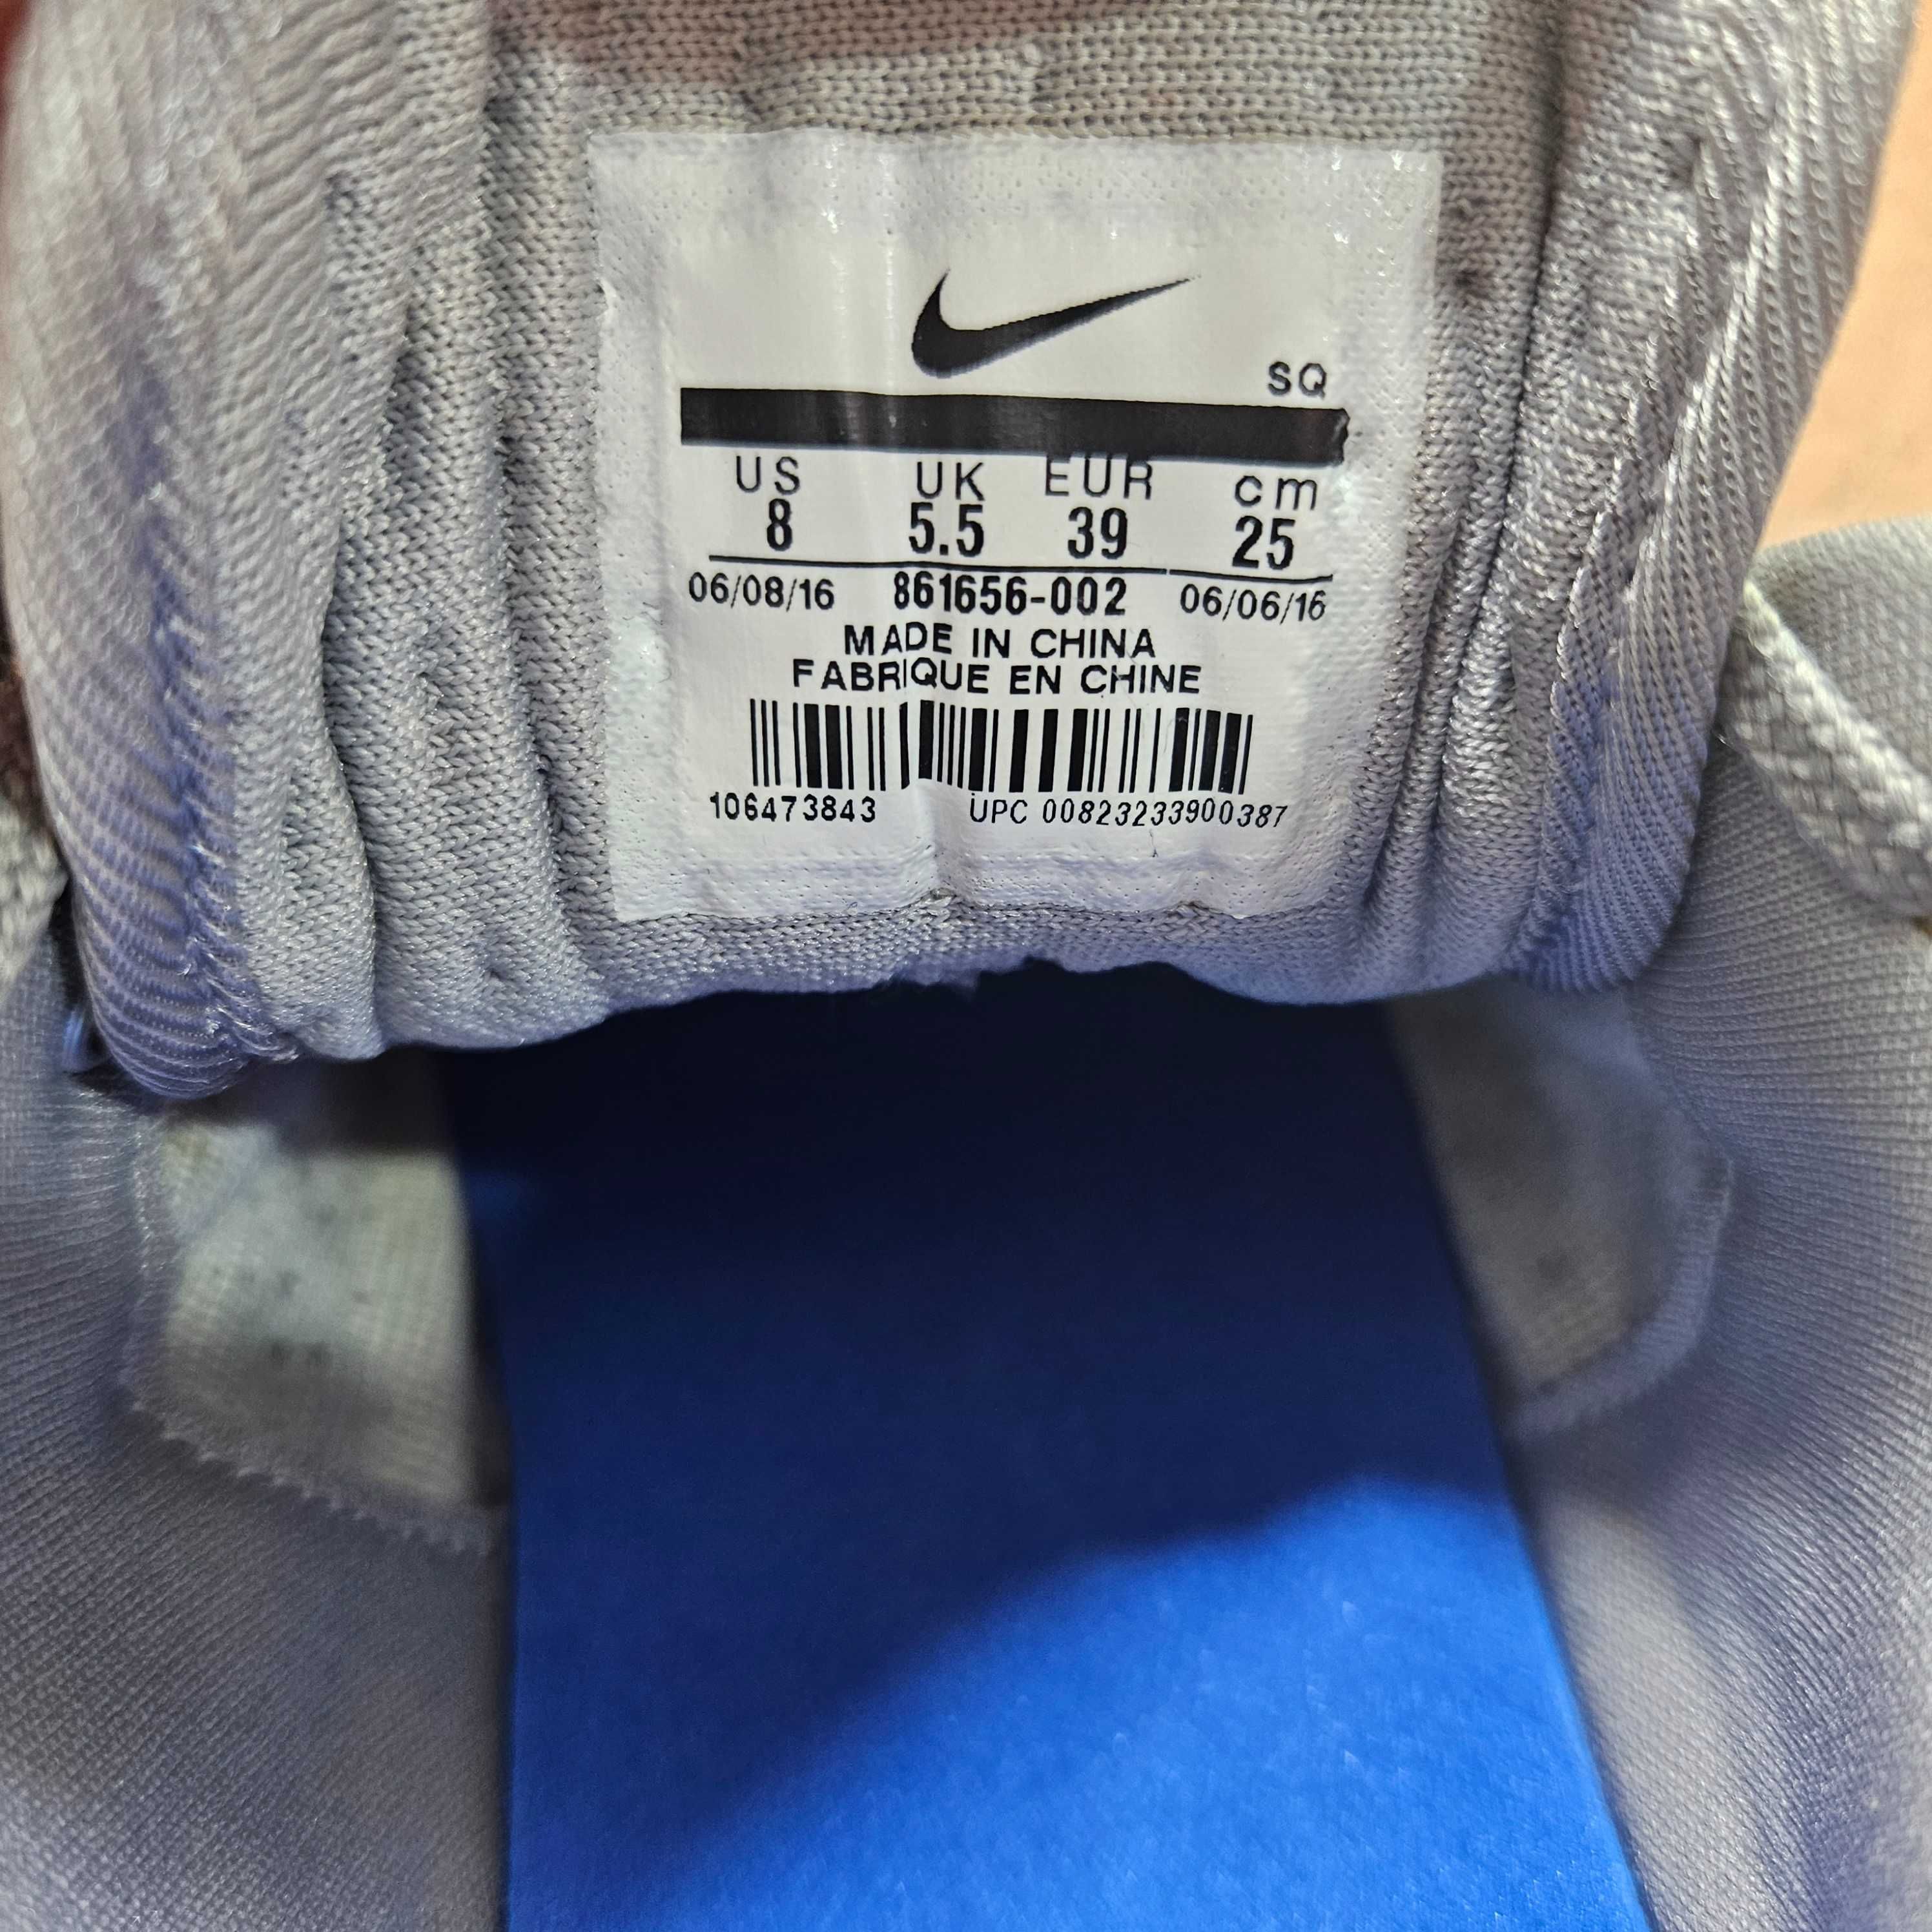 SQ
US UK EUR cm
8 5.5 39 25
06/08/16 861656-002 06/06/16
MADE IN CHINA
FABRIQUE EN CHINE
106473843 UPC 00823233900387